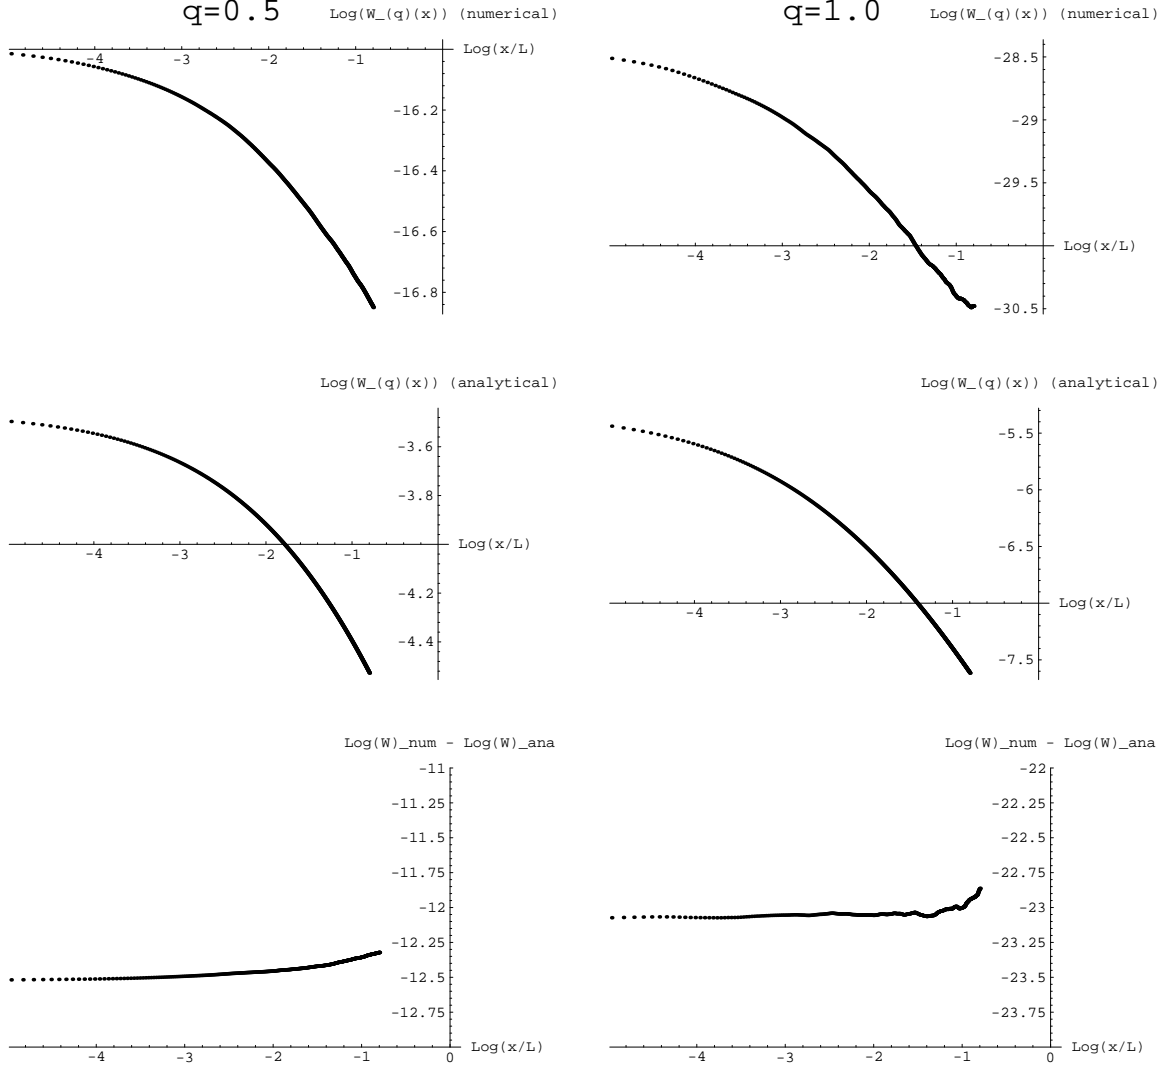 q=0.5 Log(W_(q)(x)) (numerical)
Log(x/L)
-4 -3 -2 -1
-16.2
-16.4
-16.6
-16.8
q=1.0 Log(W_(q)(x)) (numerical)
-28.5
-29
-29.5
Log(x/L)
-4 -3 -2 -1
-30.5
Log(W_(q)(x)) (analytical)
-3.6
-3.8
Log(x/L)
-4 -3 -2 -1
-4.2
-4.4
Log(W_(q)(x)) (analytical)
-5.5
-6
-6.5
Log(x/L)
-4 -3 -2 -1
-7.5
Log(W)_num - Log(W)_ana
-11
-11.25
-11.5
-11.75
-12
-12.25
-12.5
-12.75
Log(x/L)
-4 -3 -2 -1 0
Log(W)_num - Log(W)_ana
-22
-22.25
-22.5
-22.75
-23
-23.25
-23.5
-23.75
Log(x/L)
-4 -3 -2 -1 0